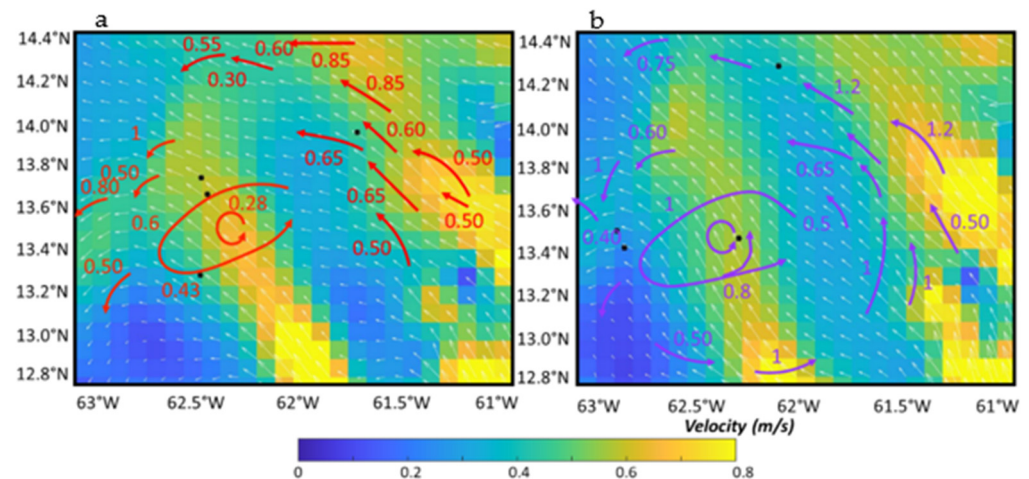 a
b
14.4°N
14.2°N
14.0°N
13.8°N
13.6°N
13.4°N
13.2°N
13.0°N
12.8°N
0.55
0.60
0.85
0.30
0.85
1
0.60
0.65
0.50
0.50
0.80
0.28
0.65
0.6
0.50
0.50
0.50
0.43
63°W
62.5°W
62°W
61.5°W
61°W
14.4°N
14.2°N
14.0°N
13.8°N
13.6°N
13.4°N
13.2°N
13.0°N
12.8°N
0.75
1.2
0.60
1.2
1
0.65
1
0.5
0.50
0.40
1
1
0.8
0.50
1
63°W
62.5°W
62°W
61.5°W
61°W
Velocity (m/s)
0
0.2
0.4
0.6
0.8